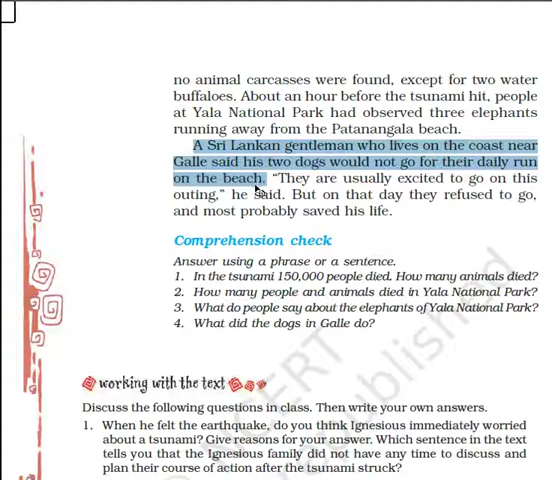 no animal carcasses were found, except for two water
buffaloes. About an hour before the tsunami hit, people
at Yala National Park had observed three elephants
running away from the Patanangala beach.
A Sri Lankan gentleman who lives on the coast near
Galle said his two dogs would not go for their daily run
on the beach. “They are usually excited to go on this
outing,” he said. But on that day they refused to go,
and most probably saved his life.
Comprehension check
Answer using a phrase or a sentence.
1. In the tsunami 150,000 people died. How many animals died?
2. How many people and animals died in Yala National Park?
3. What do people say about the elephants of Yala National Park?
4. What did the dogs in Galle do?
working with the text
Discuss the following questions in class. Then write your own answers.
1. When he felt the earthquake, do you think Ignesious immediately worried
about a tsunami? Give reasons for your answer. Which sentence in the text
tells you that the Ignesious family did not have any time to discuss and
plan their course of action after the tsunami struck?
NCERT
republished